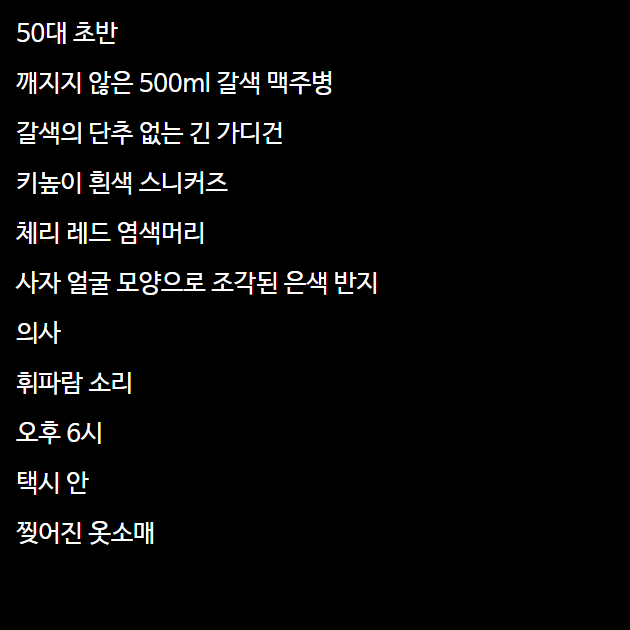 50대 초반
깨지지 않은 500ml 갈색 맥주병
갈색의 단추 없는 긴 가디건
키높이 흰색 스니커즈
체리 레드 염색머리
사자 얼굴 모양으로 조각된 은색 반지
의사
휘파람 소리
오후 6시
택시 안
찢어진 옷소매